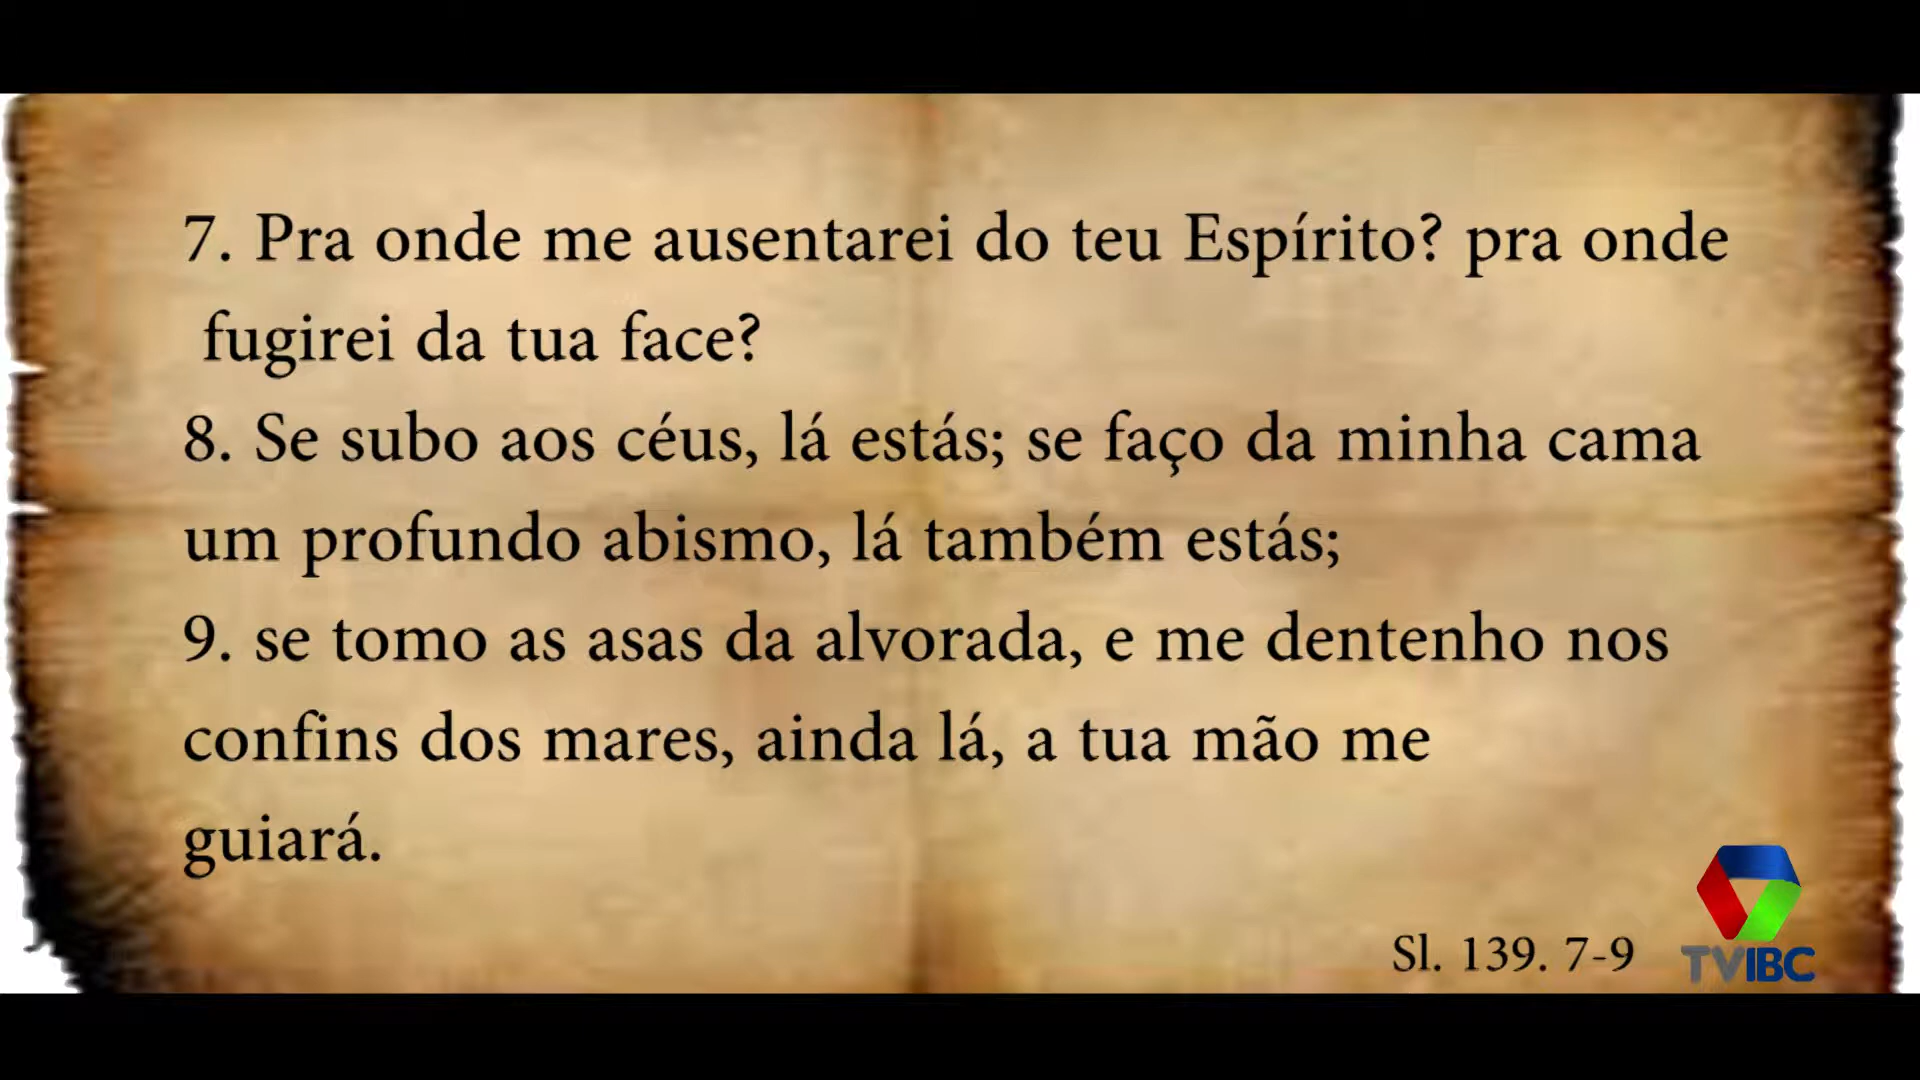 7. Pra onde me ausentarei do teu Espírito? pra onde
fugirei da tua face?
8. Se subo aos céus, lá estás; se faço da minha cama
um profundo abismo, lá também estás;
9. se tomo as asas da alvorada, e me dentenho nos
confins dos mares, ainda lá, a tua mão me
guiará.
Sl. 139. 7-9
TVIBC